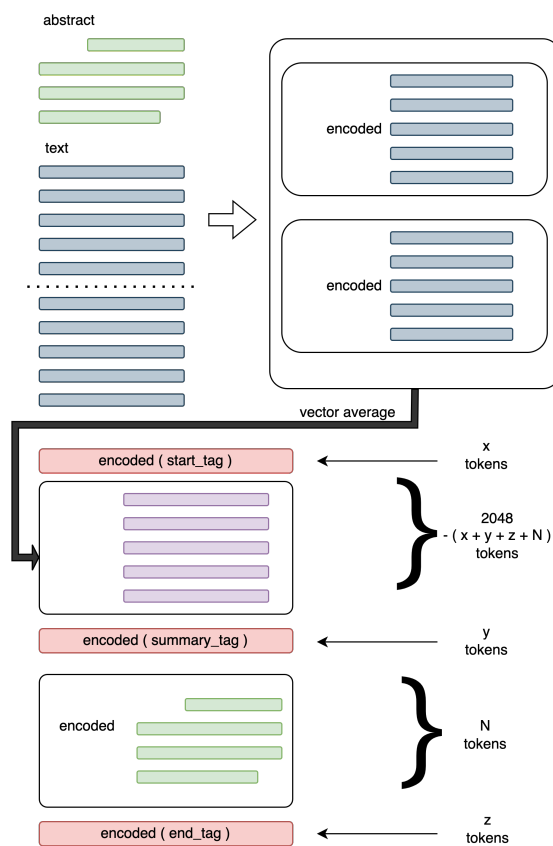 abstract
text
encoded
encoded
vector average
encoded ( start_tag )
x
tokens
2048
- ( x + y + z + N )
tokens
encoded ( summary_tag )
y
tokens
encoded
N
tokens
encoded ( end_tag )
z
tokens